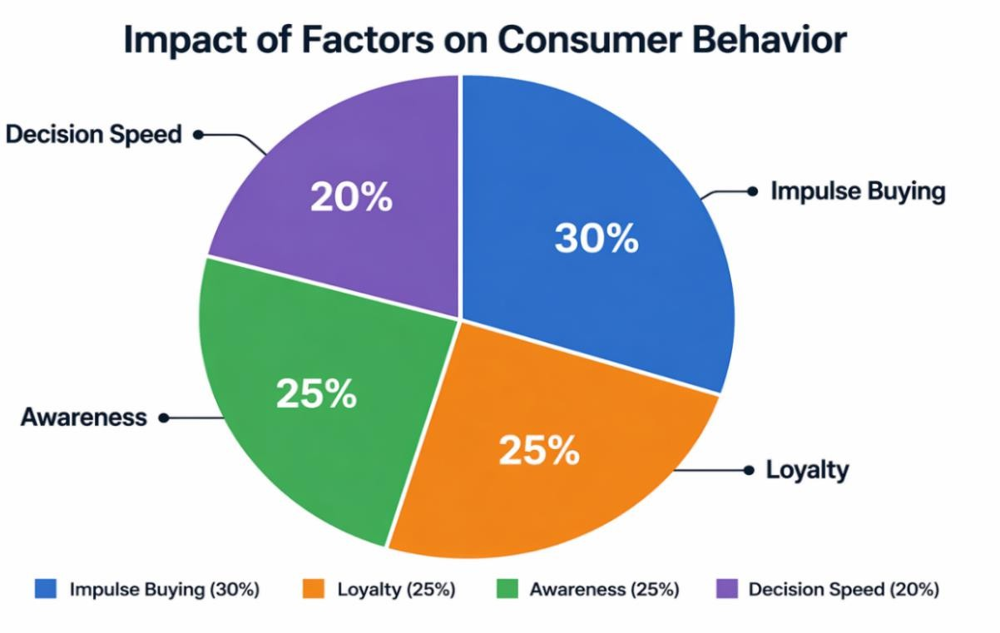 Impact of Factors on Consumer Behavior
Decision Speed
20%
30%
Impulse Buying
25%
Awareness
25%
Loyalty
Impulse Buying (30%)
Loyalty (25%)
Awareness (25%)
Decision Speed (20%)